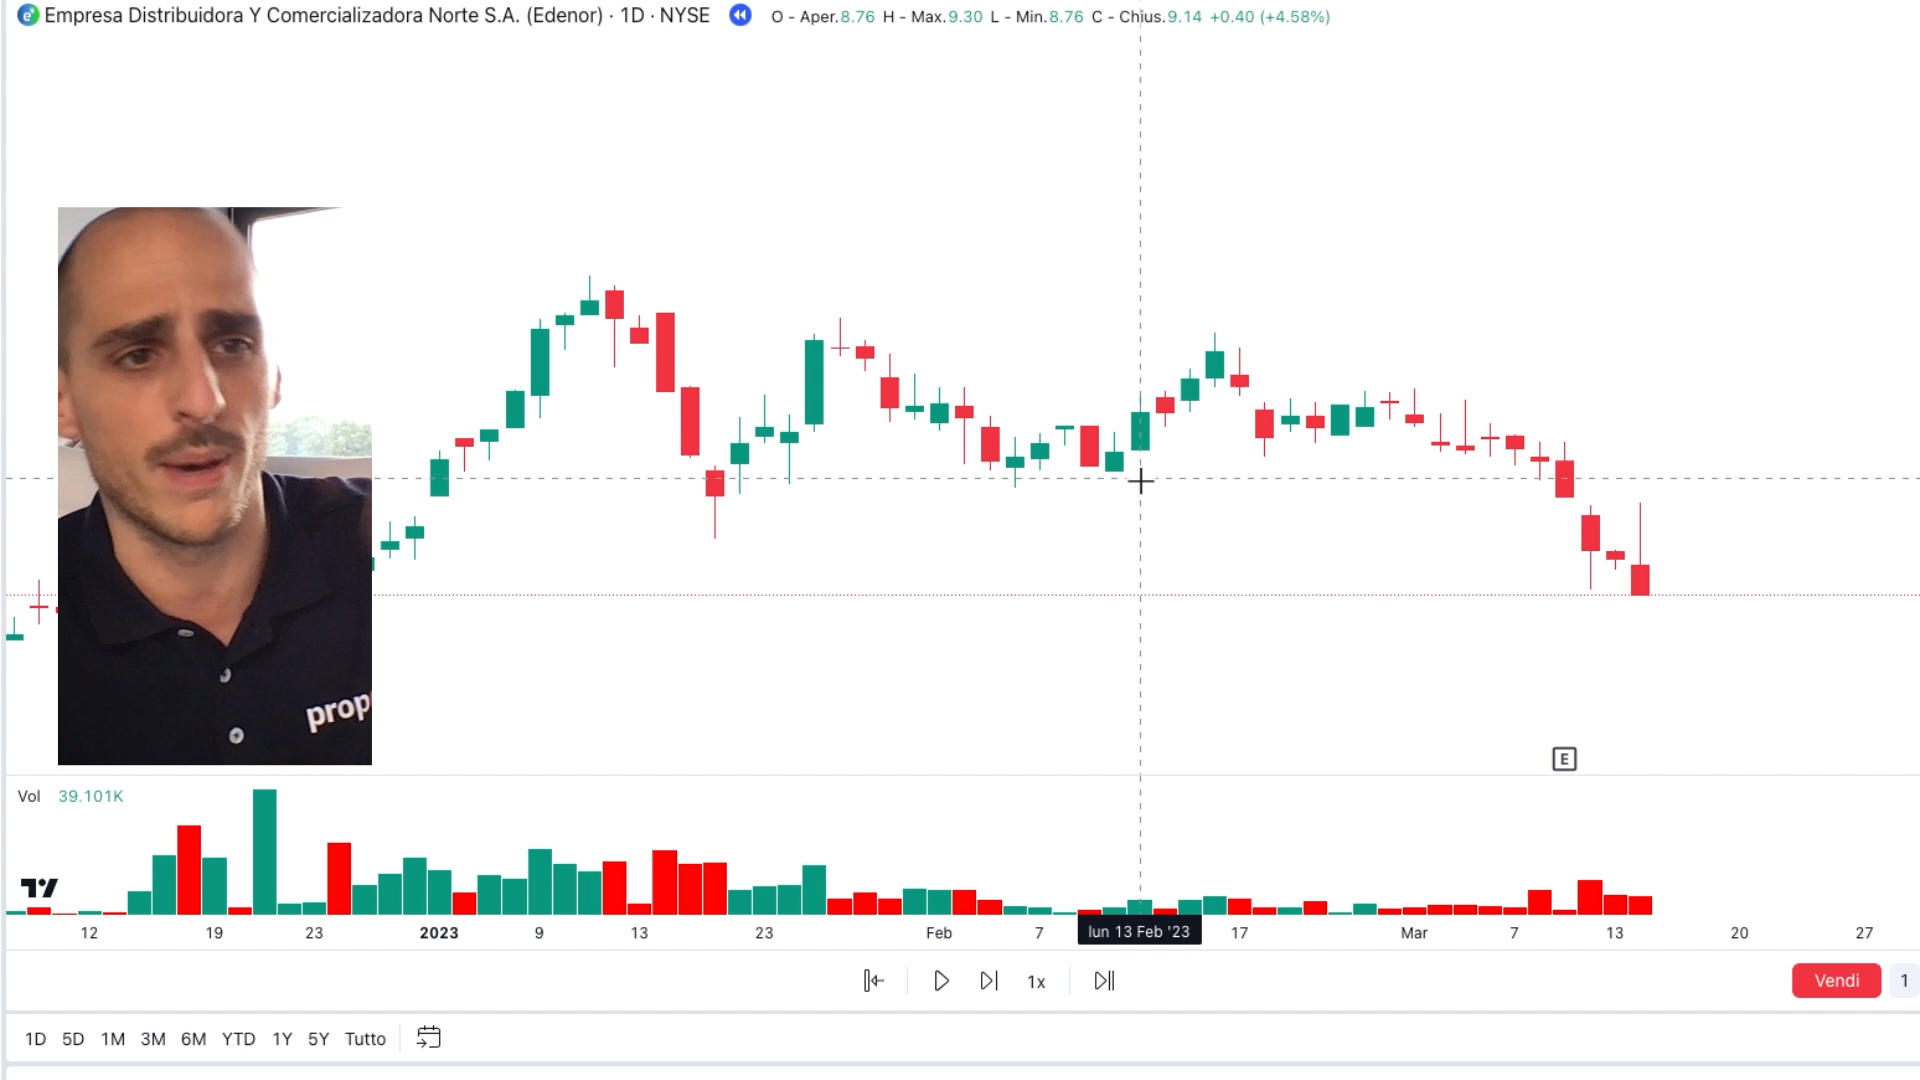 Empresa Distribuidora Y Comercializadora Norte S.A. (Edenor) · 1D · NYSE O - Aper.8.76 H - Max.9.30 L - Min.8.76 C - Chius.9.14 +0.40 (+4.58%)
prop
E
Vol 39.101K
12 19 23 2023 9 13 23 Feb 7 lun 13 Feb '23 17 Mar 7 13 20 27
1x Vendi 1
1D 5D 1M 3M 6M YTD 1Y 5Y Tutto